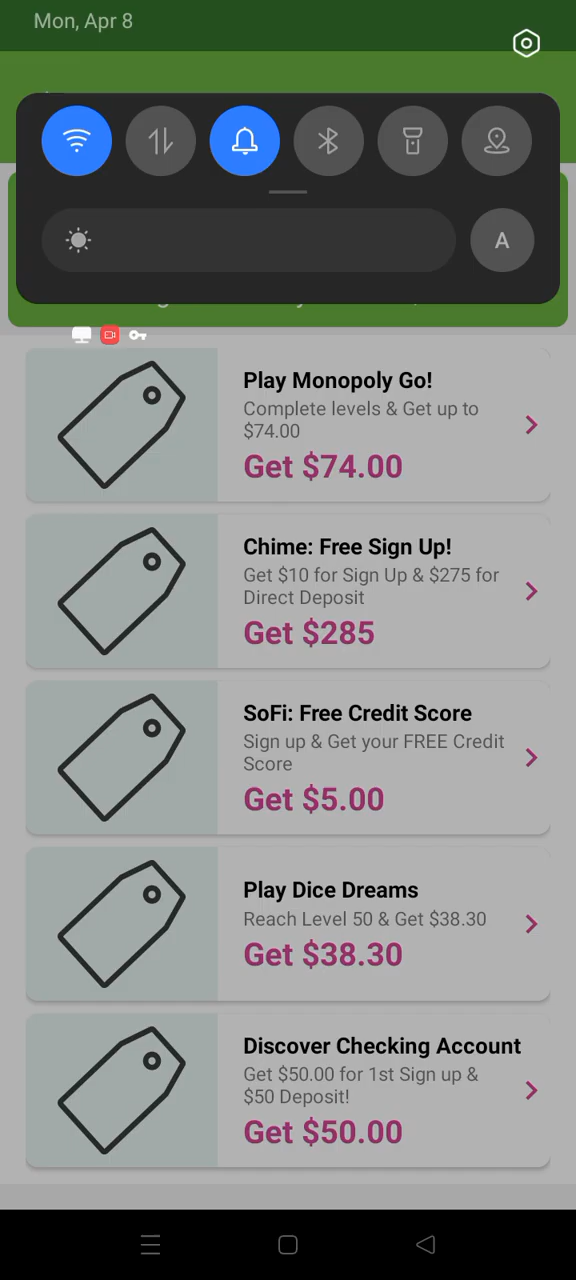 Mon, Apr 8
A
Play Monopoly Go!
Complete levels & Get up to
$74.00
Get $74.00
Chime: Free Sign Up!
Get $10 for Sign Up & $275 for
Direct Deposit
Get $285
SoFi: Free Credit Score
Sign up & Get your FREE Credit
Score
Get $5.00
Play Dice Dreams
Reach Level 50 & Get $38.30
Get $38.30
Discover Checking Account
Get $50.00 for 1st Sign up &
$50 Deposit!
Get $50.00